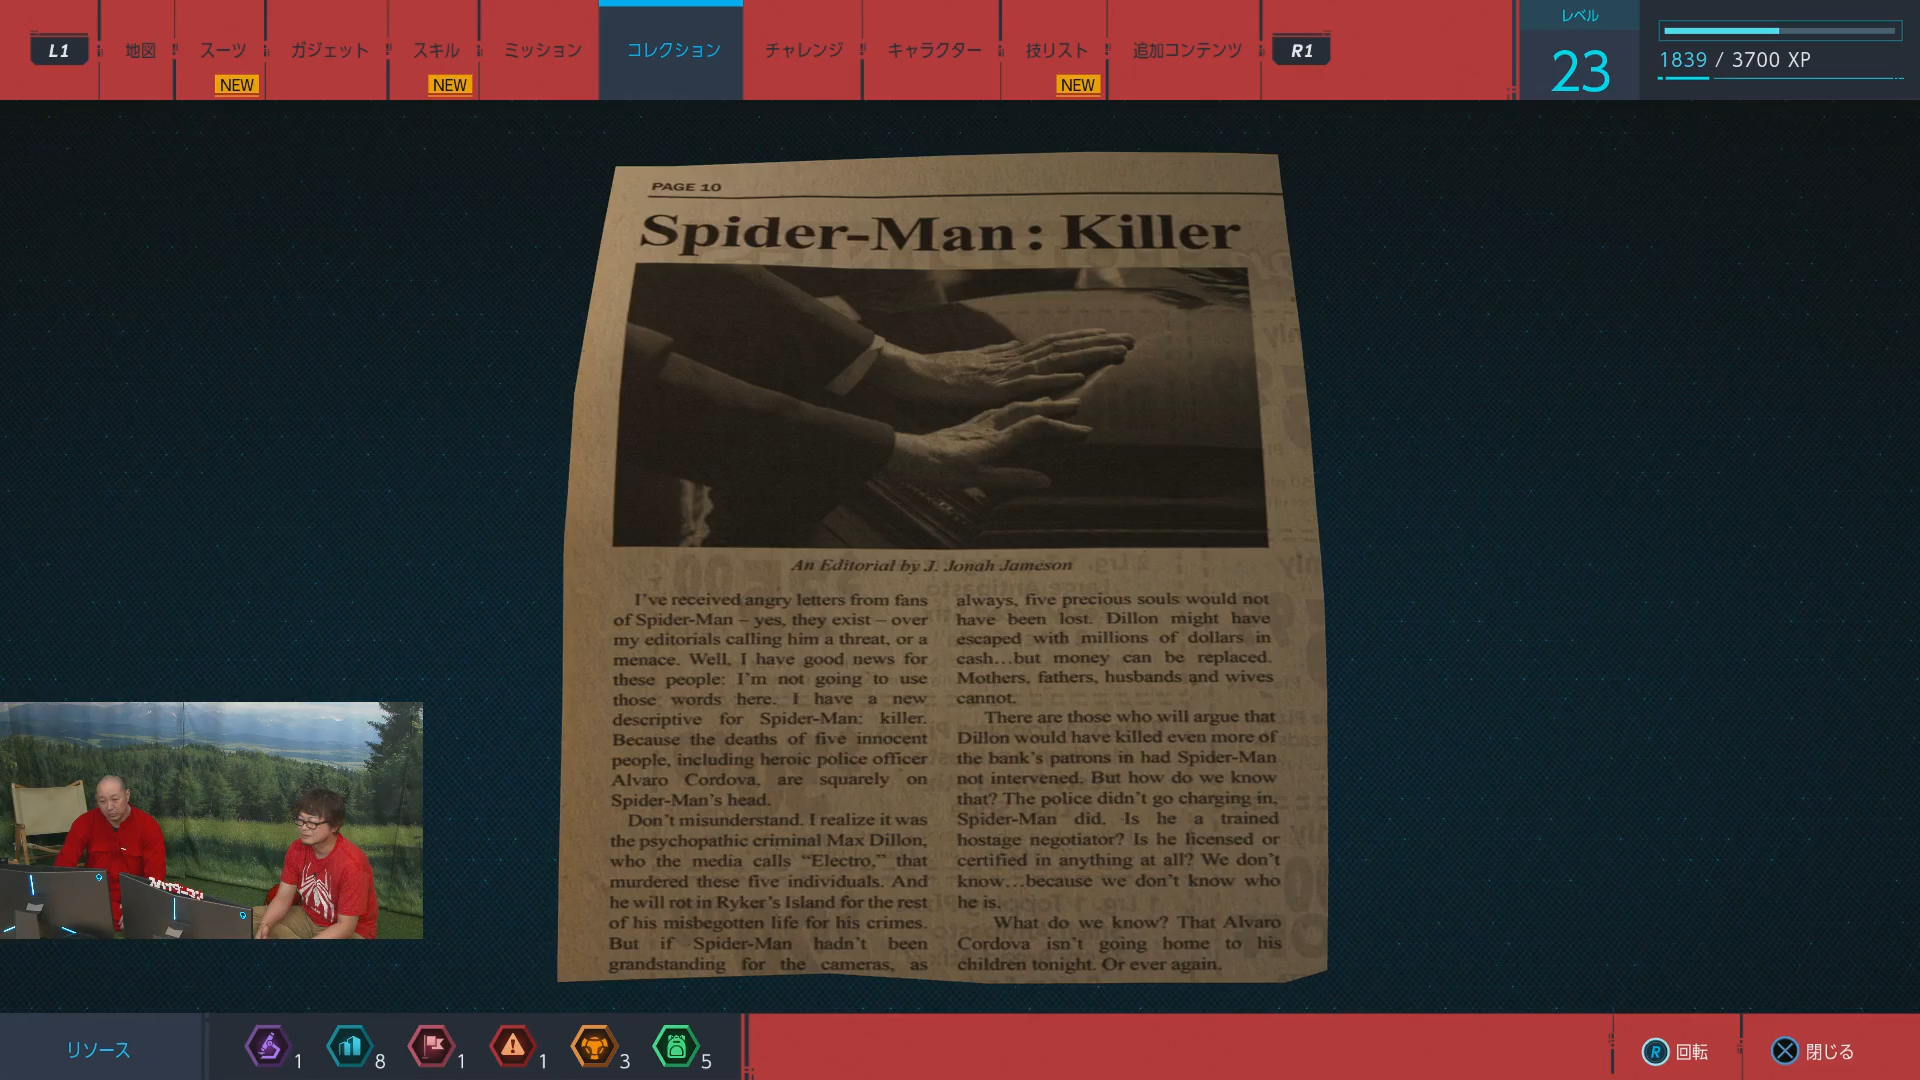 L1 地図 スーツ ガジェット スキル ミッション コレクション チャレンジ キャラクター 技リスト 追加コンテンツ R1
NEW NEW NEW
レベル
23
1839 / 3700 XP
PAGE 10
Spider-Man: Killer
An Editorial by J. Jonah Jameson
I've received angry letters from fans
of Spider-Man – yes, they exist – over
my editorials calling him a threat, or a
menace. Well, I have good news for
these people: I'm not going to use
those words here. I have a new
descriptive for Spider-Man: killer.
Because the deaths of five innocent
people, including heroic police officer
Alvaro Cordova, are squarely on
Spider-Man's head.
Don't misunderstand. I realize it was
the psychopathic criminal Max Dillon,
who the media calls “Electro,” that
murdered these five individuals. And
he will rot in Ryker's Island for the rest
of his misbegotten life for his crimes.
But if Spider-Man hadn't been
grandstanding for the cameras, as
always, five precious souls would not
have been lost. Dillon might have
escaped with millions of dollars in
cash…but money can be replaced.
Mothers, fathers, husbands and wives
cannot.
There are those who will argue that
Dillon would have killed even more of
the bank's patrons in had Spider-Man
not intervened. But how do we know
that? The police didn't go charging in,
Spider-Man did. Is he a trained
hostage negotiator? Is he licensed or
certified in anything at all? We don't
know…because we don't know who
he is.
What do we know? That Alvaro
Cordova isn't going home to his
children tonight. Or ever again.
リソース 1 8 1 1 3 5
R 回転 閉じる